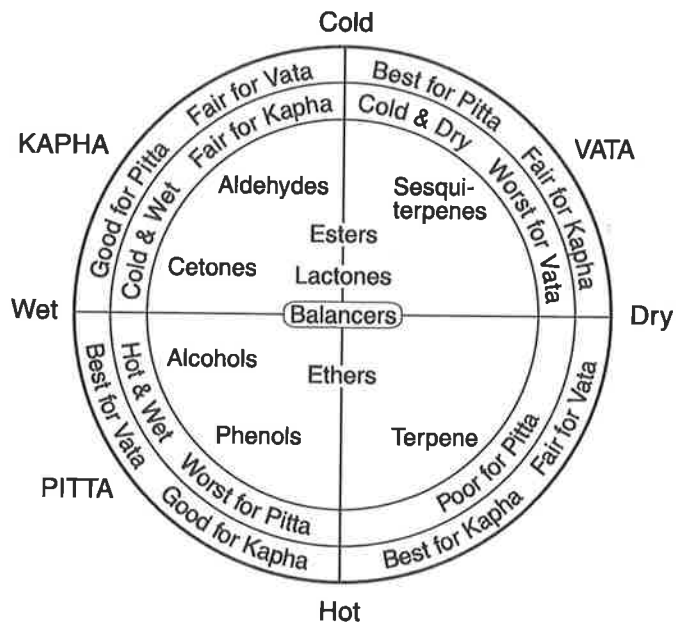 Cold
Fair for Vata
Best for Pitta
Fair for Kapha
Cold & Dry
KAPHA
VATA
Good for Pitta
Cold & Wet
Aldehydes
Sesqui-
terpenes
Worst for Vata
Fair for Kapha
Esters
Cetones
Lactones
Wet
Balancers
Dry
Alcohols
Ethers
Hot & Wet
Best for Vata
Phenols
Terpene
Poor for Pitta
Fair for Vata
PITTA
Worst for Pitta
Good for Kapha
Best for Kapha
Hot